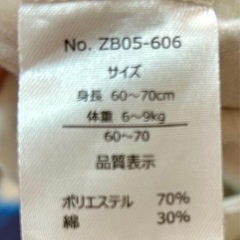 No. ZB05-606
サイズ
身長 60～70cm
体重 6～9kg
60～70
品質表示
ポリエステル 70%
綿 30%